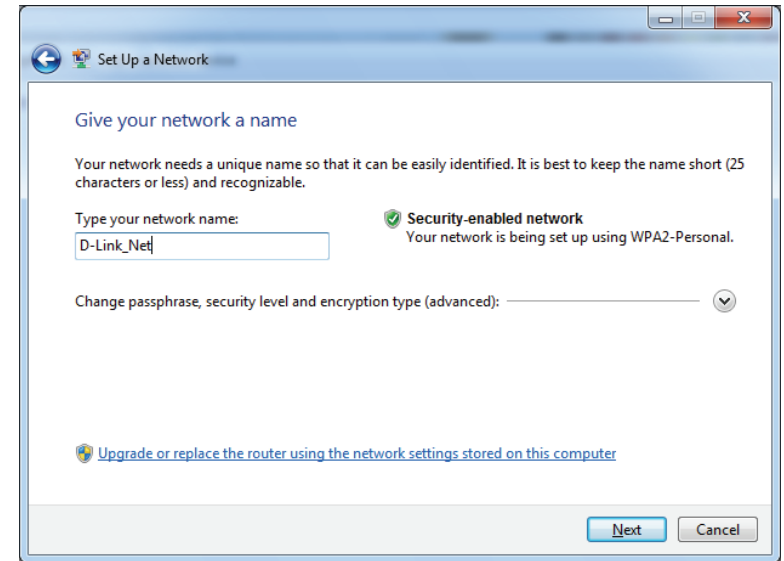 Set Up a Network
Give your network a name
Your network needs a unique name so that it can be easily identified. It is best to keep the name short (25
characters or less) and recognizable.
Type your network name:
Security-enabled network
D-Link_Net
Your network is being set up using WPA2-Personal.
Change passphrase, security level and encryption type (advanced):
Upgrade or replace the router using the network settings stored on this computer
Next
Cancel